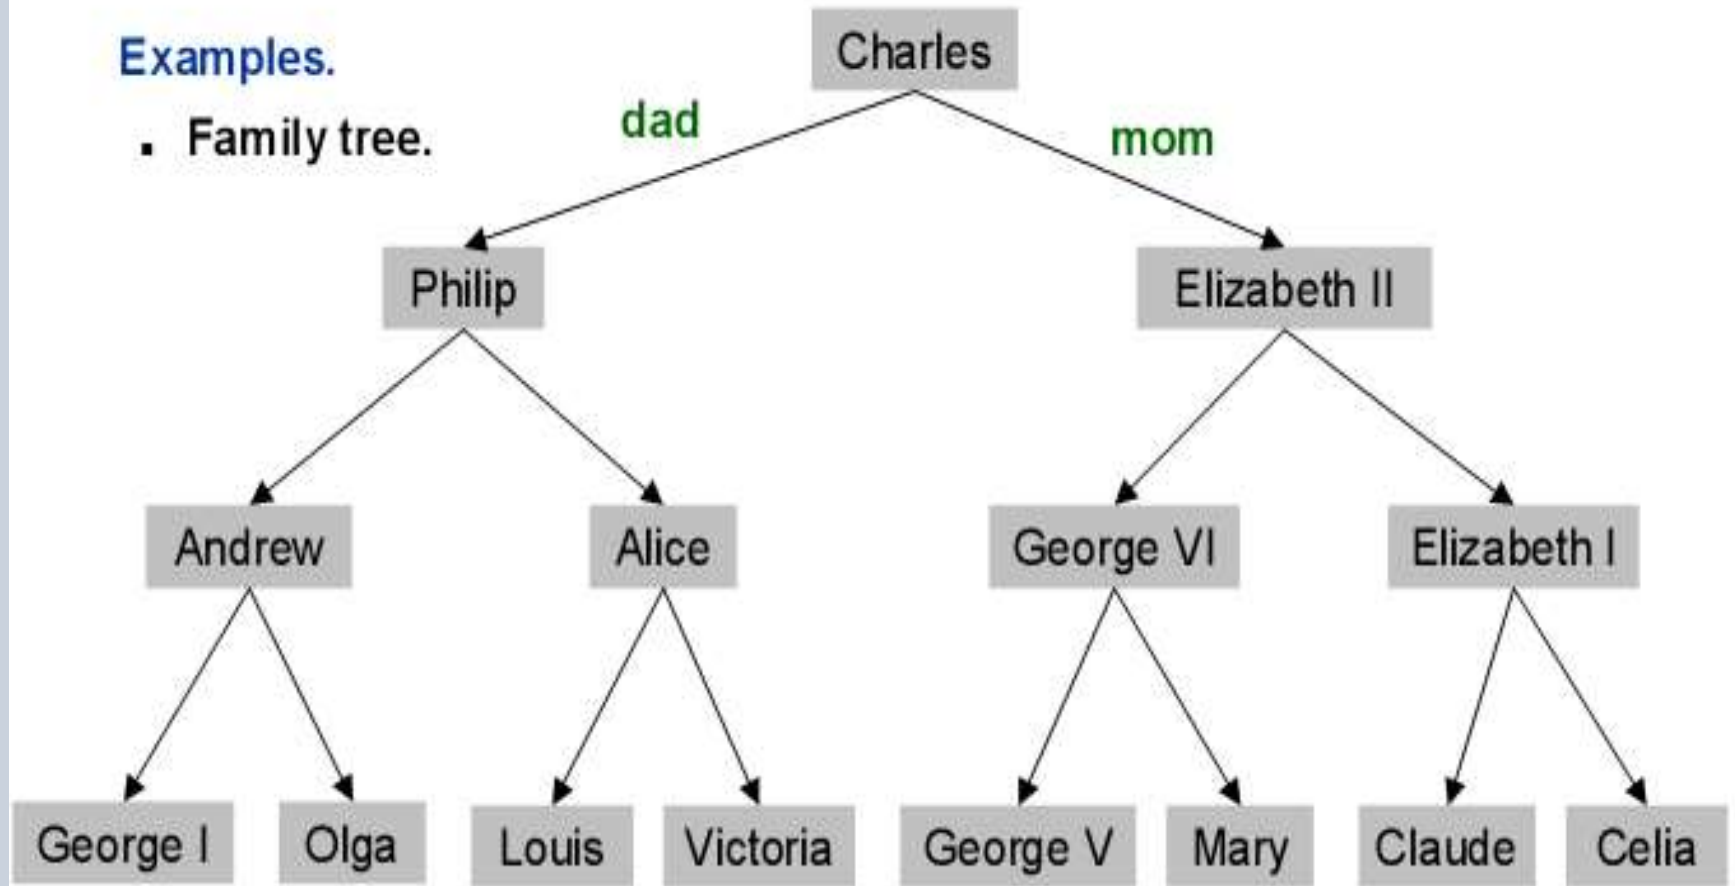 Examples.
. Family tree.
Charles
dad
mom
Philip
Elizabeth II
Andrew
Alice
George VI
Elizabeth I
George I
Olga
Louis
Victoria
George V
Mary
Claude
Celia